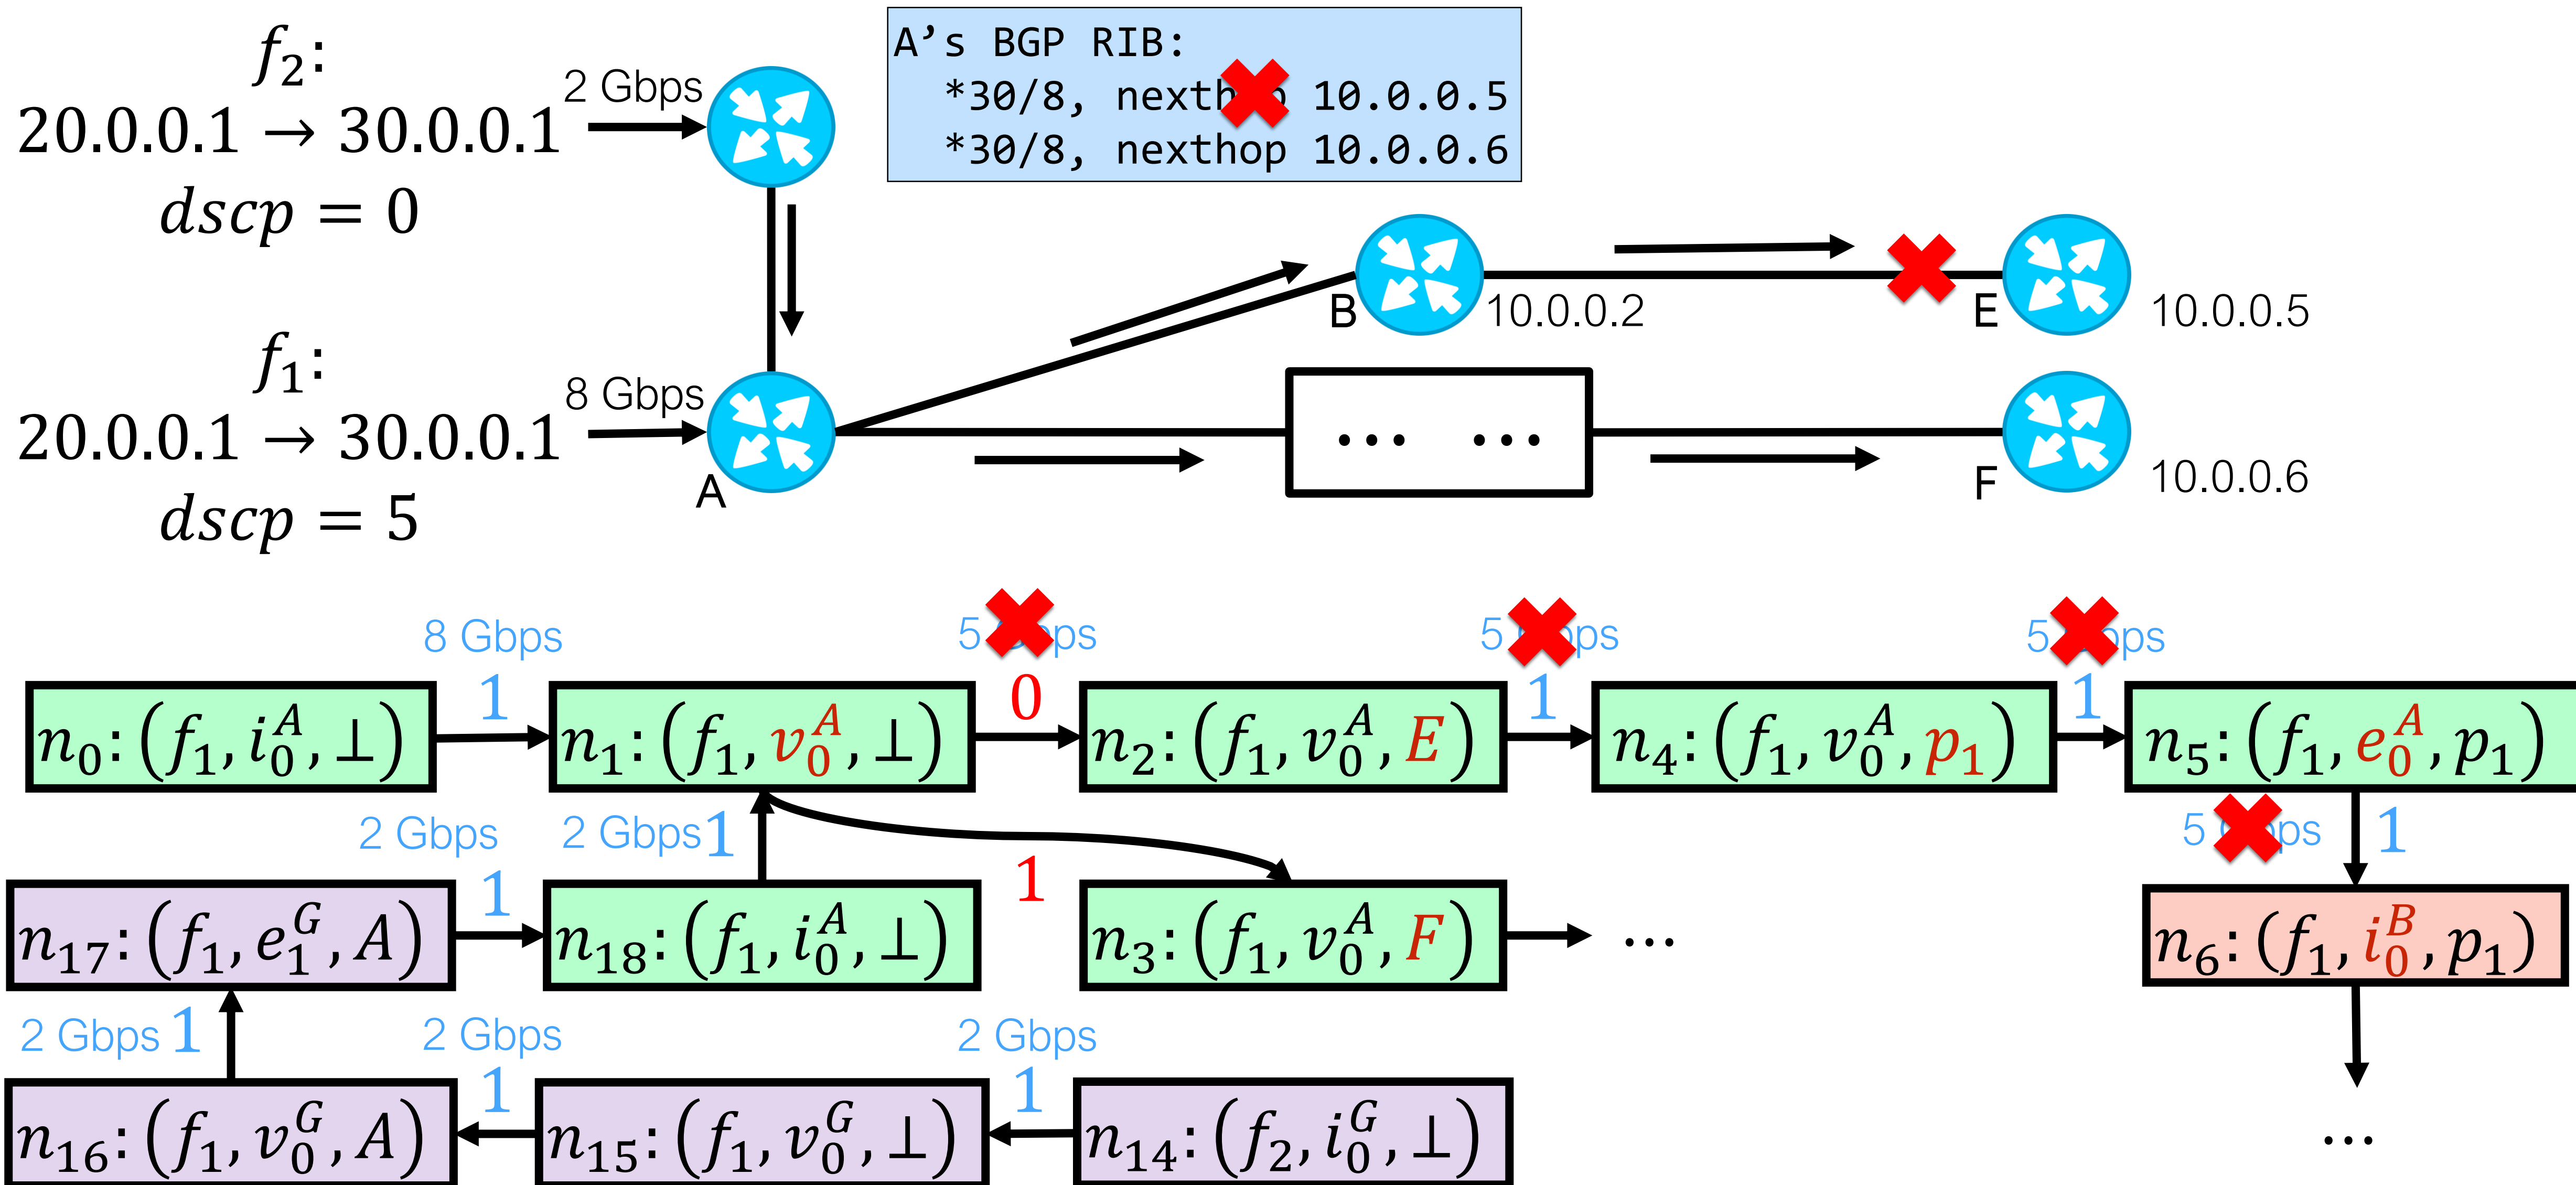 f₂:
20.0.0.1 → 30.0.0.1
dscp = 0
2 Gbps
A’s BGP RIB:
*30/8, nexthop 10.0.0.5
*30/8, nexthop 10.0.0.6
f₁:
20.0.0.1 → 30.0.0.1
dscp = 5
8 Gbps
A
B
10.0.0.2
E
10.0.0.5
... ...
F
10.0.0.6
8 Gbps
5 Gbps
5 Gbps
5 Gbps
1
0
1
1
n₀: (f₁, i₀ᴬ, ⊥)
n₁: (f₁, v₀ᴬ, ⊥)
n₂: (f₁, v₀ᴬ, E)
n₄: (f₁, v₀ᴬ, p₁)
n₅: (f₁, e₀ᴬ, p₁)
2 Gbps
1
2 Gbps 1
1
5 Gbps 1
n₁₇: (f₁, e₁ᴳ, A)
n₁₈: (f₁, i₀ᴬ, ⊥)
n₃: (f₁, v₀ᴬ, F)
...
n₆: (f₁, i₀ᴮ, p₁)
2 Gbps 1
2 Gbps
1
2 Gbps
1
n₁₆: (f₁, v₀ᴳ, A)
n₁₅: (f₁, v₀ᴳ, ⊥)
n₁₄: (f₂, i₀ᴳ, ⊥)
...